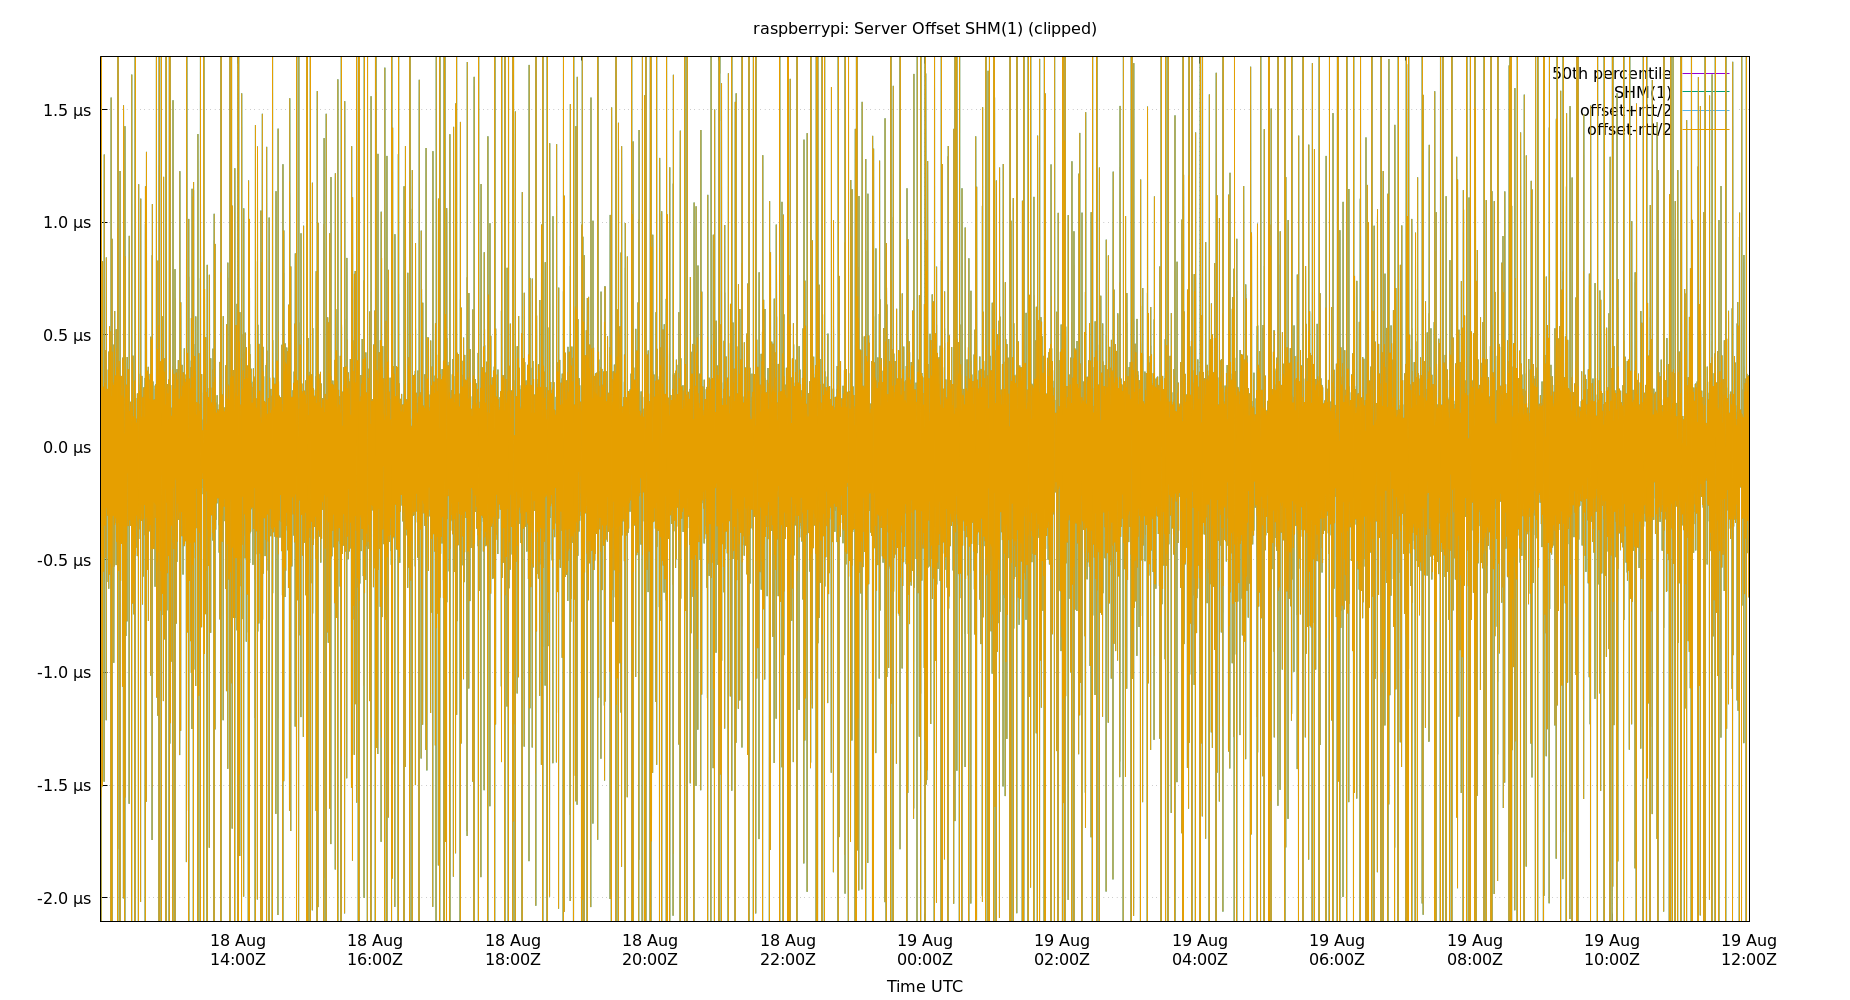 raspberrypi: Server Offset SHM(1) (clipped)
50th percentile
SHM(1)
offset+rtt/2
offset-rtt/2
1.5 µs
1.0 µs
0.5 µs
0.0 µs
-0.5 µs
-1.0 µs
-1.5 µs
-2.0 µs
18 Aug 18 Aug 18 Aug 18 Aug 18 Aug 19 Aug 19 Aug 19 Aug 19 Aug 19 Aug 19 Aug 19 Aug
14:00Z 16:00Z 18:00Z 20:00Z 22:00Z 00:00Z 02:00Z 04:00Z 06:00Z 08:00Z 10:00Z 12:00Z
Time UTC